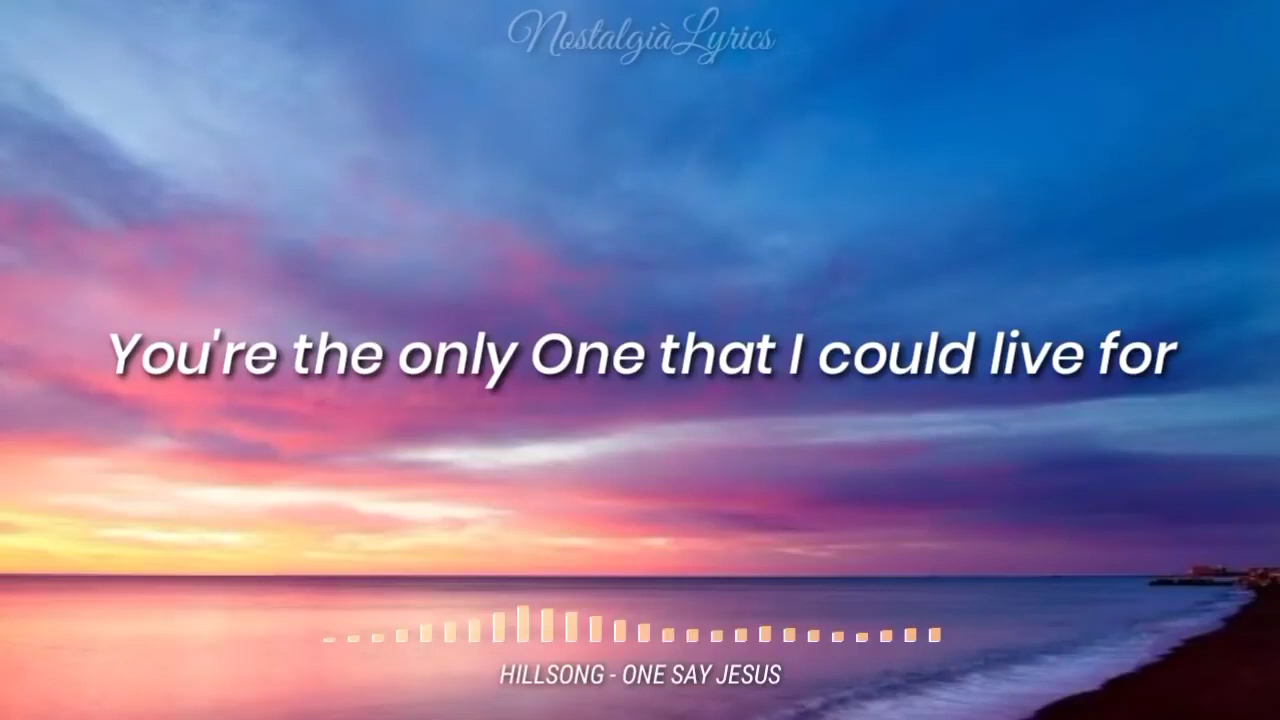 NostalgiàLyrics
You're the only One that I could live for
HILLSONG - ONE SAY JESUS